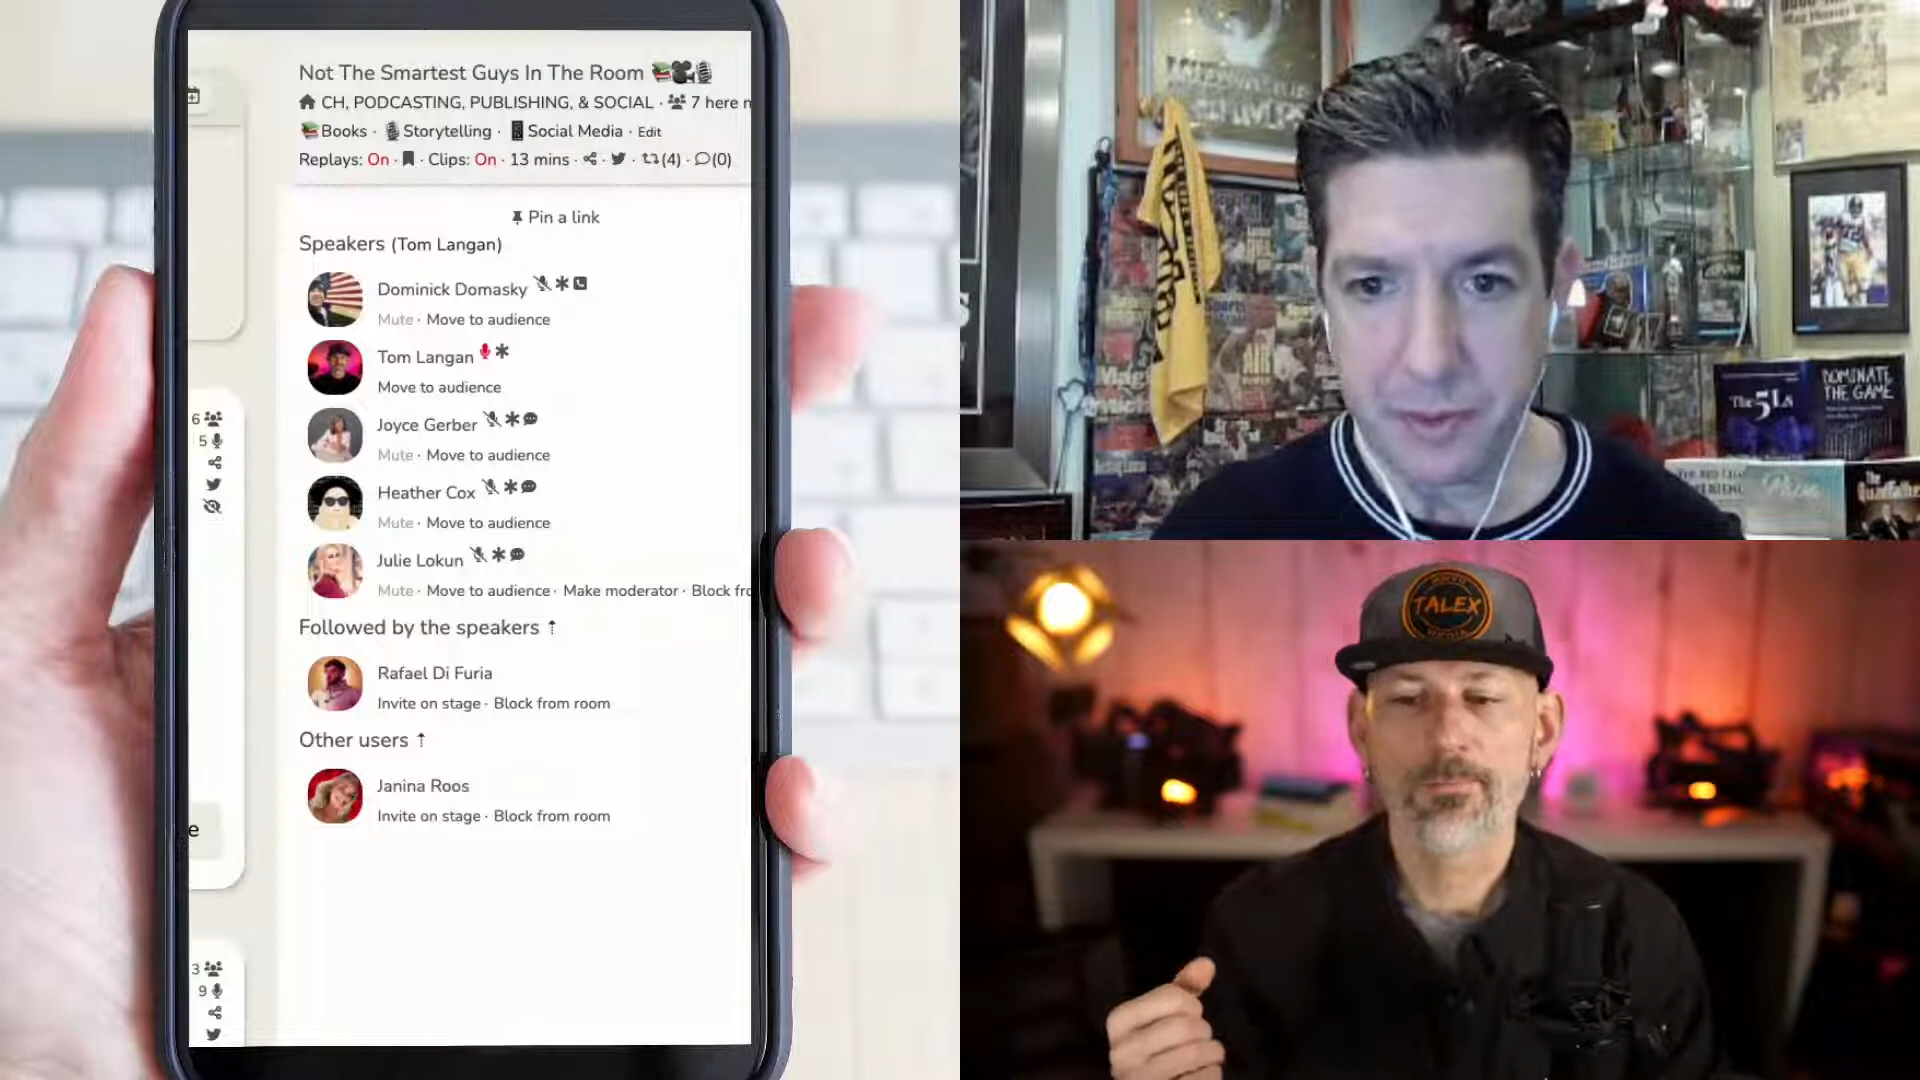 Not The Smartest Guys In The Room
CH, PODCASTING, PUBLISHING, & SOCIAL · 7 here n
Books · Storytelling · Social Media · Edit
Replays: On · · Clips: On · 13 mins · · · (4) · (0)
Pin a link
Speakers (Tom Langan)
Dominick Domasky
Mute · Move to audience
Tom Langan
Move to audience
Joyce Gerber
Mute · Move to audience
Heather Cox
Mute · Move to audience
Julie Lokun
Mute · Move to audience · Make moderator · Block fro
Followed by the speakers
Rafael Di Furia
Invite on stage · Block from room
Other users
Janina Roos
Invite on stage · Block from room
6
5
e
3
9
The 5Ls
DOMINATE
THE GAME
TALEX